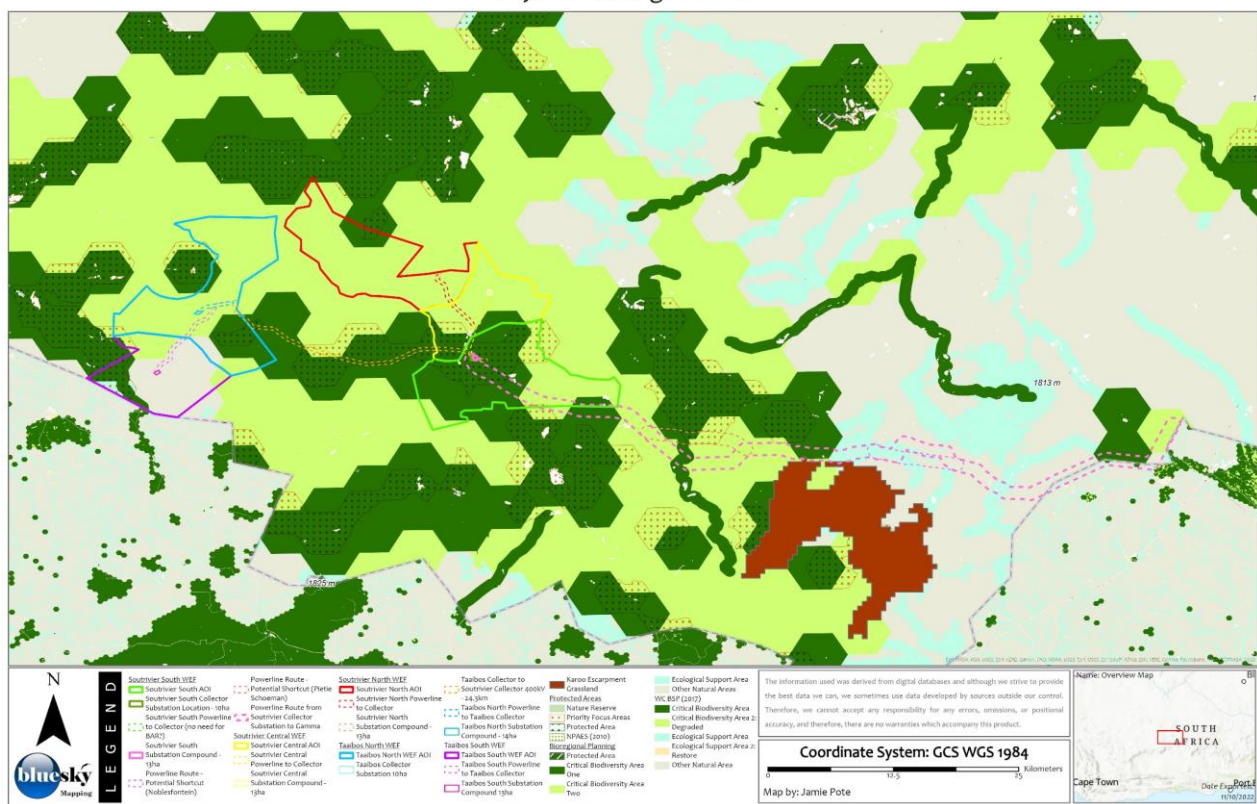 1813 m
1825 m
N
bluesky
Mapping
LEGEND
Soutrivier South WEF
Soutrivier South AOI
Soutrivier South Collector
Substation Location - 10ha
Soutrivier South Powerline
to Collector (no need for
BAR?)
Soutrivier South
Substation Compound -
13ha
Powerline Route -
Potential Shortcut
(Noblesfontein)
Powerline Route -
Potential Shortcut (Pietie
Schoeman)
Powerline Route from
Soutrivier Collector
Substation to Gamma
Soutrivier Central WEF
Soutrivier Central AOI
Soutrivier Central
Powerline to Collector
Soutrivier Central
Substation Compound -
13ha
Soutrivier North WEF
Soutrivier North AOI
Soutrivier North Powerline
to Collector
Soutrivier North
Substation Compound -
13ha
Taaibos North WEF
Taaibos North WEF AOI
Taaibos Collector
Substation 10ha
Taaibos Collector to
Soutrivier Collector 400kV
- 24.3km
Taaibos North Powerline
to Taaibos Collector
Taaibos North Substation
Compound - 14ha
Taaibos South WEF
Taaibos South WEF AOI
Taaibos South Powerline
to Taaibos Collector
Taaibos South Substation
Compound 13ha
Karoo Escarpment
Grassland
Protected Areas
Nature Reserve
Priority Focus Areas
Protected Area
NPAES (2010)
Bioregional Planning
Protected Area
Critical Biodiversity Area
One
Critical Biodiversity Area
Two
Ecological Support Area
Other Natural Areas
WC BSP (2017)
Critical Biodiversity Area
Critical Biodiversity Area 2:
Degraded
Ecological Support Area
Ecological Support Area 2:
Restore
Other Natural Area
The information used was derived from digital databases and although we strive to provide
the best data we can, we sometimes use data developed by sources outside our control.
Therefore, we cannot accept any responsibility for any errors, omissions, or positional
accuracy, and therefore, there are no warranties which accompany this product.
Coordinate System: GCS WGS 1984
Kilometers
0 12.5 25
Map by: Jamie Pote
Name: Overview Map
Bl
SOUTH
AFRICA
Cape Town
Port
Date Exported:
11/10/2022